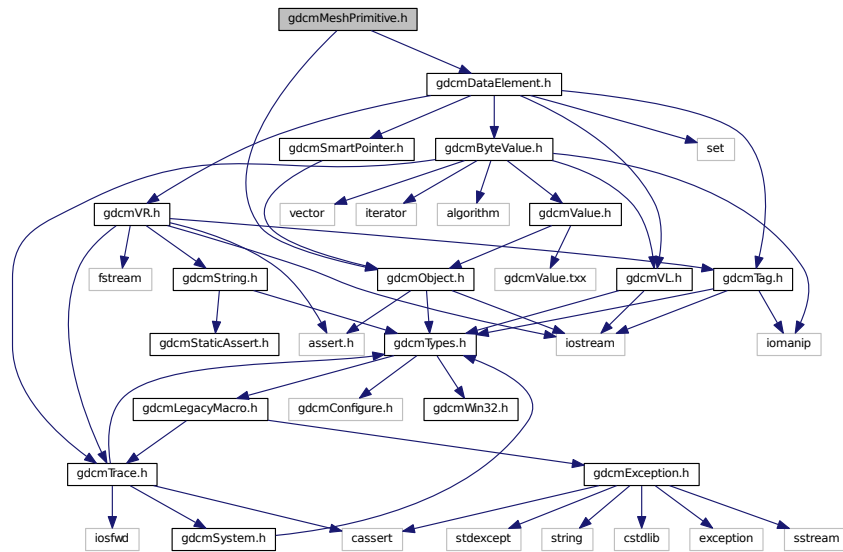 gdcmMeshPrimitive.h
gdcmDataElement.h
gdcmSmartPointer.h
gdcmByteValue.h
set
vector
iterator
algorithm
gdcmValue.h
gdcmVR.h
fstream
gdcmString.h
gdcmObject.h
gdcmValue.txx
gdcmVL.h
gdcmTag.h
gdcmStaticAssert.h
assert.h
gdcmTypes.h
iostream
iomanip
gdcmLegacyMacro.h
gdcmConfigure.h
gdcmWin32.h
gdcmTrace.h
gdcmException.h
iosfwd
gdcmSystem.h
cassert
stdexcept
string
cstdlib
exception
sstream